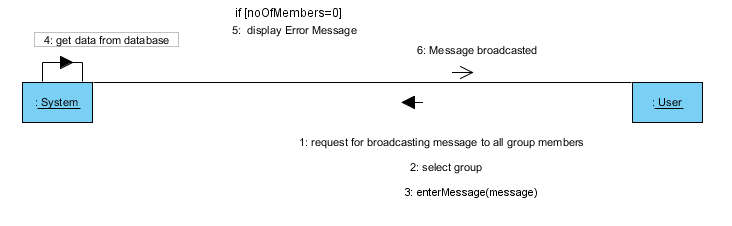 if [noOfMembers=0]
5: display Error Message
4: get data from database
6: Message broadcasted
: System
: User
1: request for broadcasting message to all group members
2: select group
3: enterMessage(message)